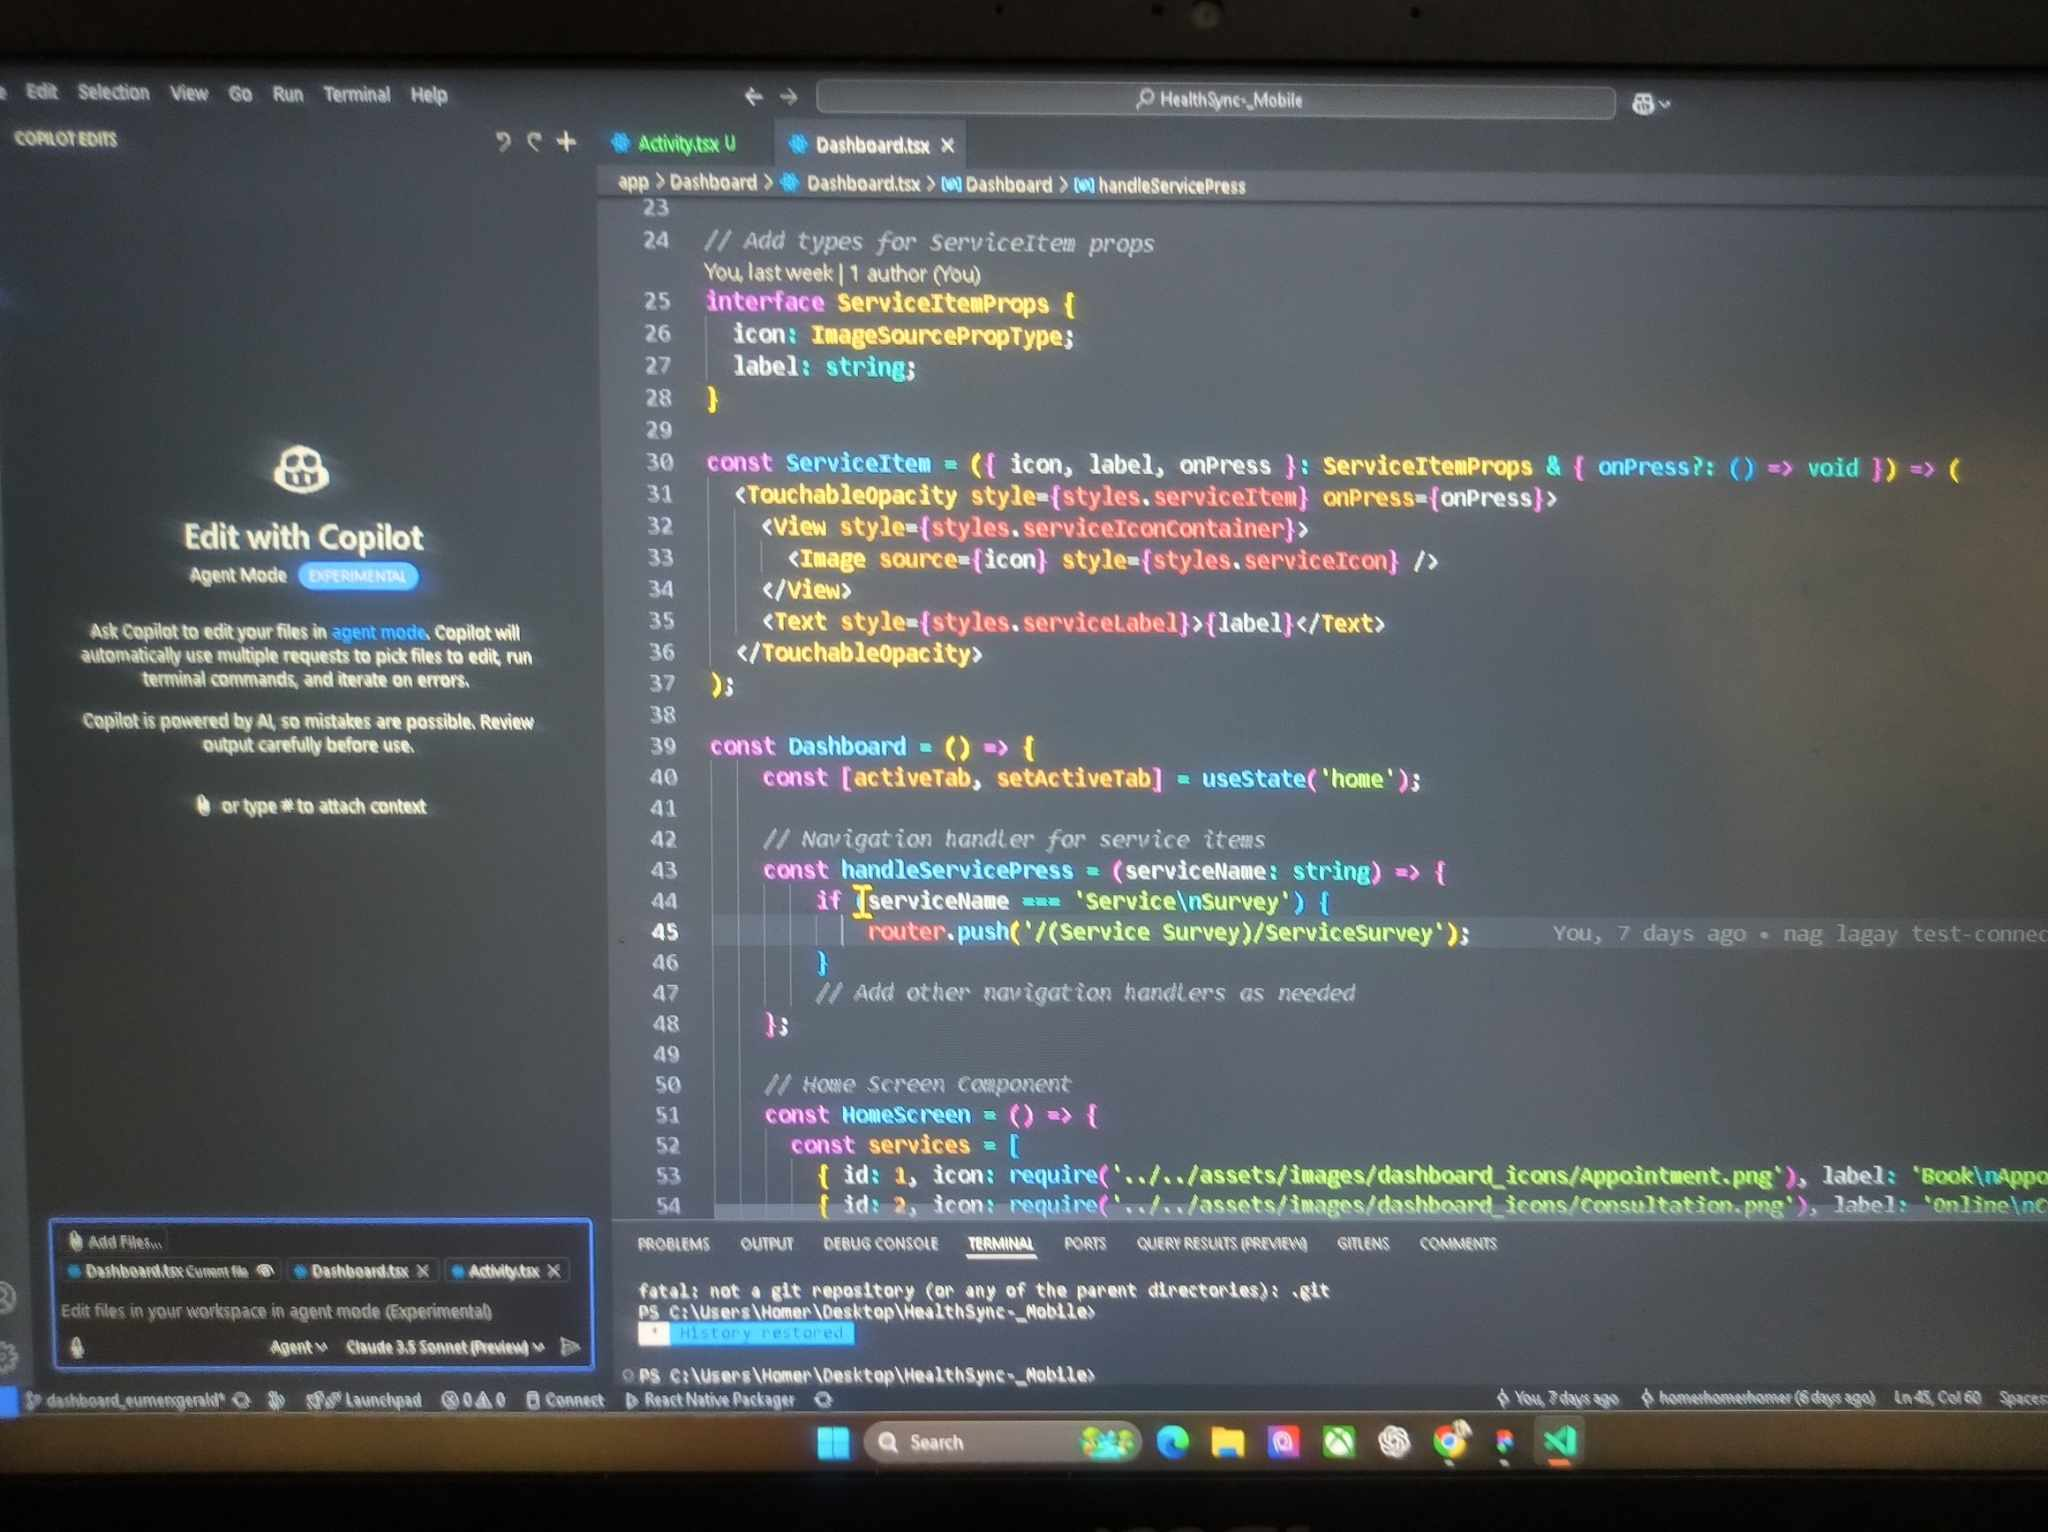 Edit Selection View Go Run Terminal Help
HealthSync-_Mobile
COPILOT EDITS
Activity.tsx U
Dashboard.tsx
app > Dashboard > Dashboard.tsx > Dashboard > handleServicePress
23
24 // Add types for ServiceItem props
You, last week | 1 author (You)
25 interface ServiceItemProps {
26 icon: ImageSourcePropType;
27 label: string;
28 }
29
30 const ServiceItem = ({ icon, label, onPress }: ServiceItemProps & { onPress?: () => void }) => (
31 <TouchableOpacity style={styles.serviceItem} onPress={onPress}>
32 <View style={styles.serviceIconContainer}>
33 <Image source={icon} style={styles.serviceIcon} />
34 </View>
35 <Text style={styles.serviceLabel}>{label}</Text>
36 </TouchableOpacity>
37 );
38
39 const Dashboard = () => {
40 const [activeTab, setActiveTab] = useState('home');
41
42 // Navigation handler for service items
43 const handleServicePress = (serviceName: string) => {
44 if (serviceName === 'Service\nSurvey') {
45 router.push('/(Service Survey)/ServiceSurvey'); You, 7 days ago • nag lagay test-connec
46 }
47 // Add other navigation handlers as needed
48 };
49
50 // Home Screen Component
51 const HomeScreen = () => {
52 const services = [
53 { id: 1, icon: require('../../assets/images/dashboard_icons/Appointment.png'), label: 'Book\nAppo
54 { id: 2, icon: require('../../assets/images/dashboard_icons/Consultation.png'), label: 'Online\nC
Edit with Copilot
Agent Mode EXPERIMENTAL
Ask Copilot to edit your files in agent mode. Copilot will
automatically use multiple requests to pick files to edit, run
terminal commands, and iterate on errors.
Copilot is powered by AI, so mistakes are possible. Review
output carefully before use.
or type # to attach context
Add Files...
Dashboard.tsx Current file Dashboard.tsx Activity.tsx
Edit files in your workspace in agent mode (Experimental)
Agent Claude 3.5 Sonnet (Preview)
PROBLEMS OUTPUT DEBUG CONSOLE TERMINAL PORTS QUERY RESULTS (PREVIEW) GITLENS COMMENTS
fatal: not a git repository (or any of the parent directories): .git
PS C:\Users\Homer\Desktop\HealthSync-_Mobile>
* History restored
PS C:\Users\Homer\Desktop\HealthSync-_Mobile>
dashboard_eumerxgerald* Launchpad 0 0 Connect React Native Packager You, 7 days ago homerhomerhomer (6 days ago) Ln 45, Col 60 Spaces:
Search